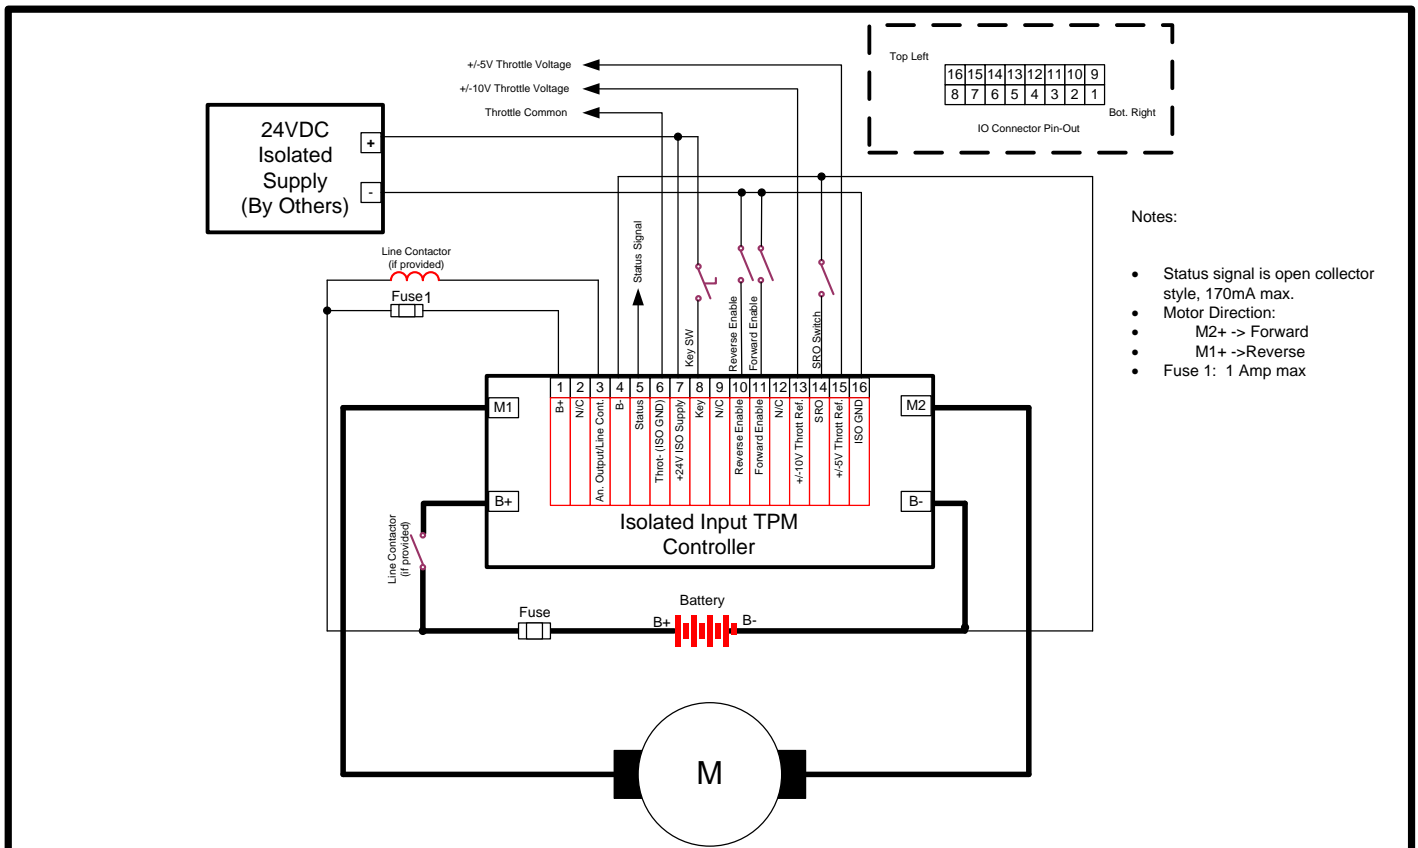 +/-5V Throttle Voltage
+/-10V Throttle Voltage
Throttle Common
Top Left
16 15 14 13 12 11 10 9
8 7 6 5 4 3 2 1
Bot. Right
IO Connector Pin-Out
24VDC
Isolated
Supply
(By Others)
+
-
Notes:
• Status signal is open collector
style, 170mA max.
• Motor Direction:
• M2+ -> Forward
• M1+ ->Reverse
• Fuse 1: 1 Amp max
Line Contactor
(if provided)
Fuse1
Status Signal
Key SW
Reverse Enable
Forward Enable
SRO Switch
1 2 3 4 5 6 7 8 9 10 11 12 13 14 15 16
B+
N/C
An. Output/Line Cont.
B-
Status
Throt- (ISO GND)
+24V ISO Supply
Key
N/C
Reverse Enable
Forward Enable
N/C
+/-10V Thrott Ref.
SRO
+/-5V Thrott Ref.
ISO GND
M1
M2
B+
B-
Isolated Input TPM
Controller
Line Contactor
(if provided)
Fuse
Battery
B+
B-
M